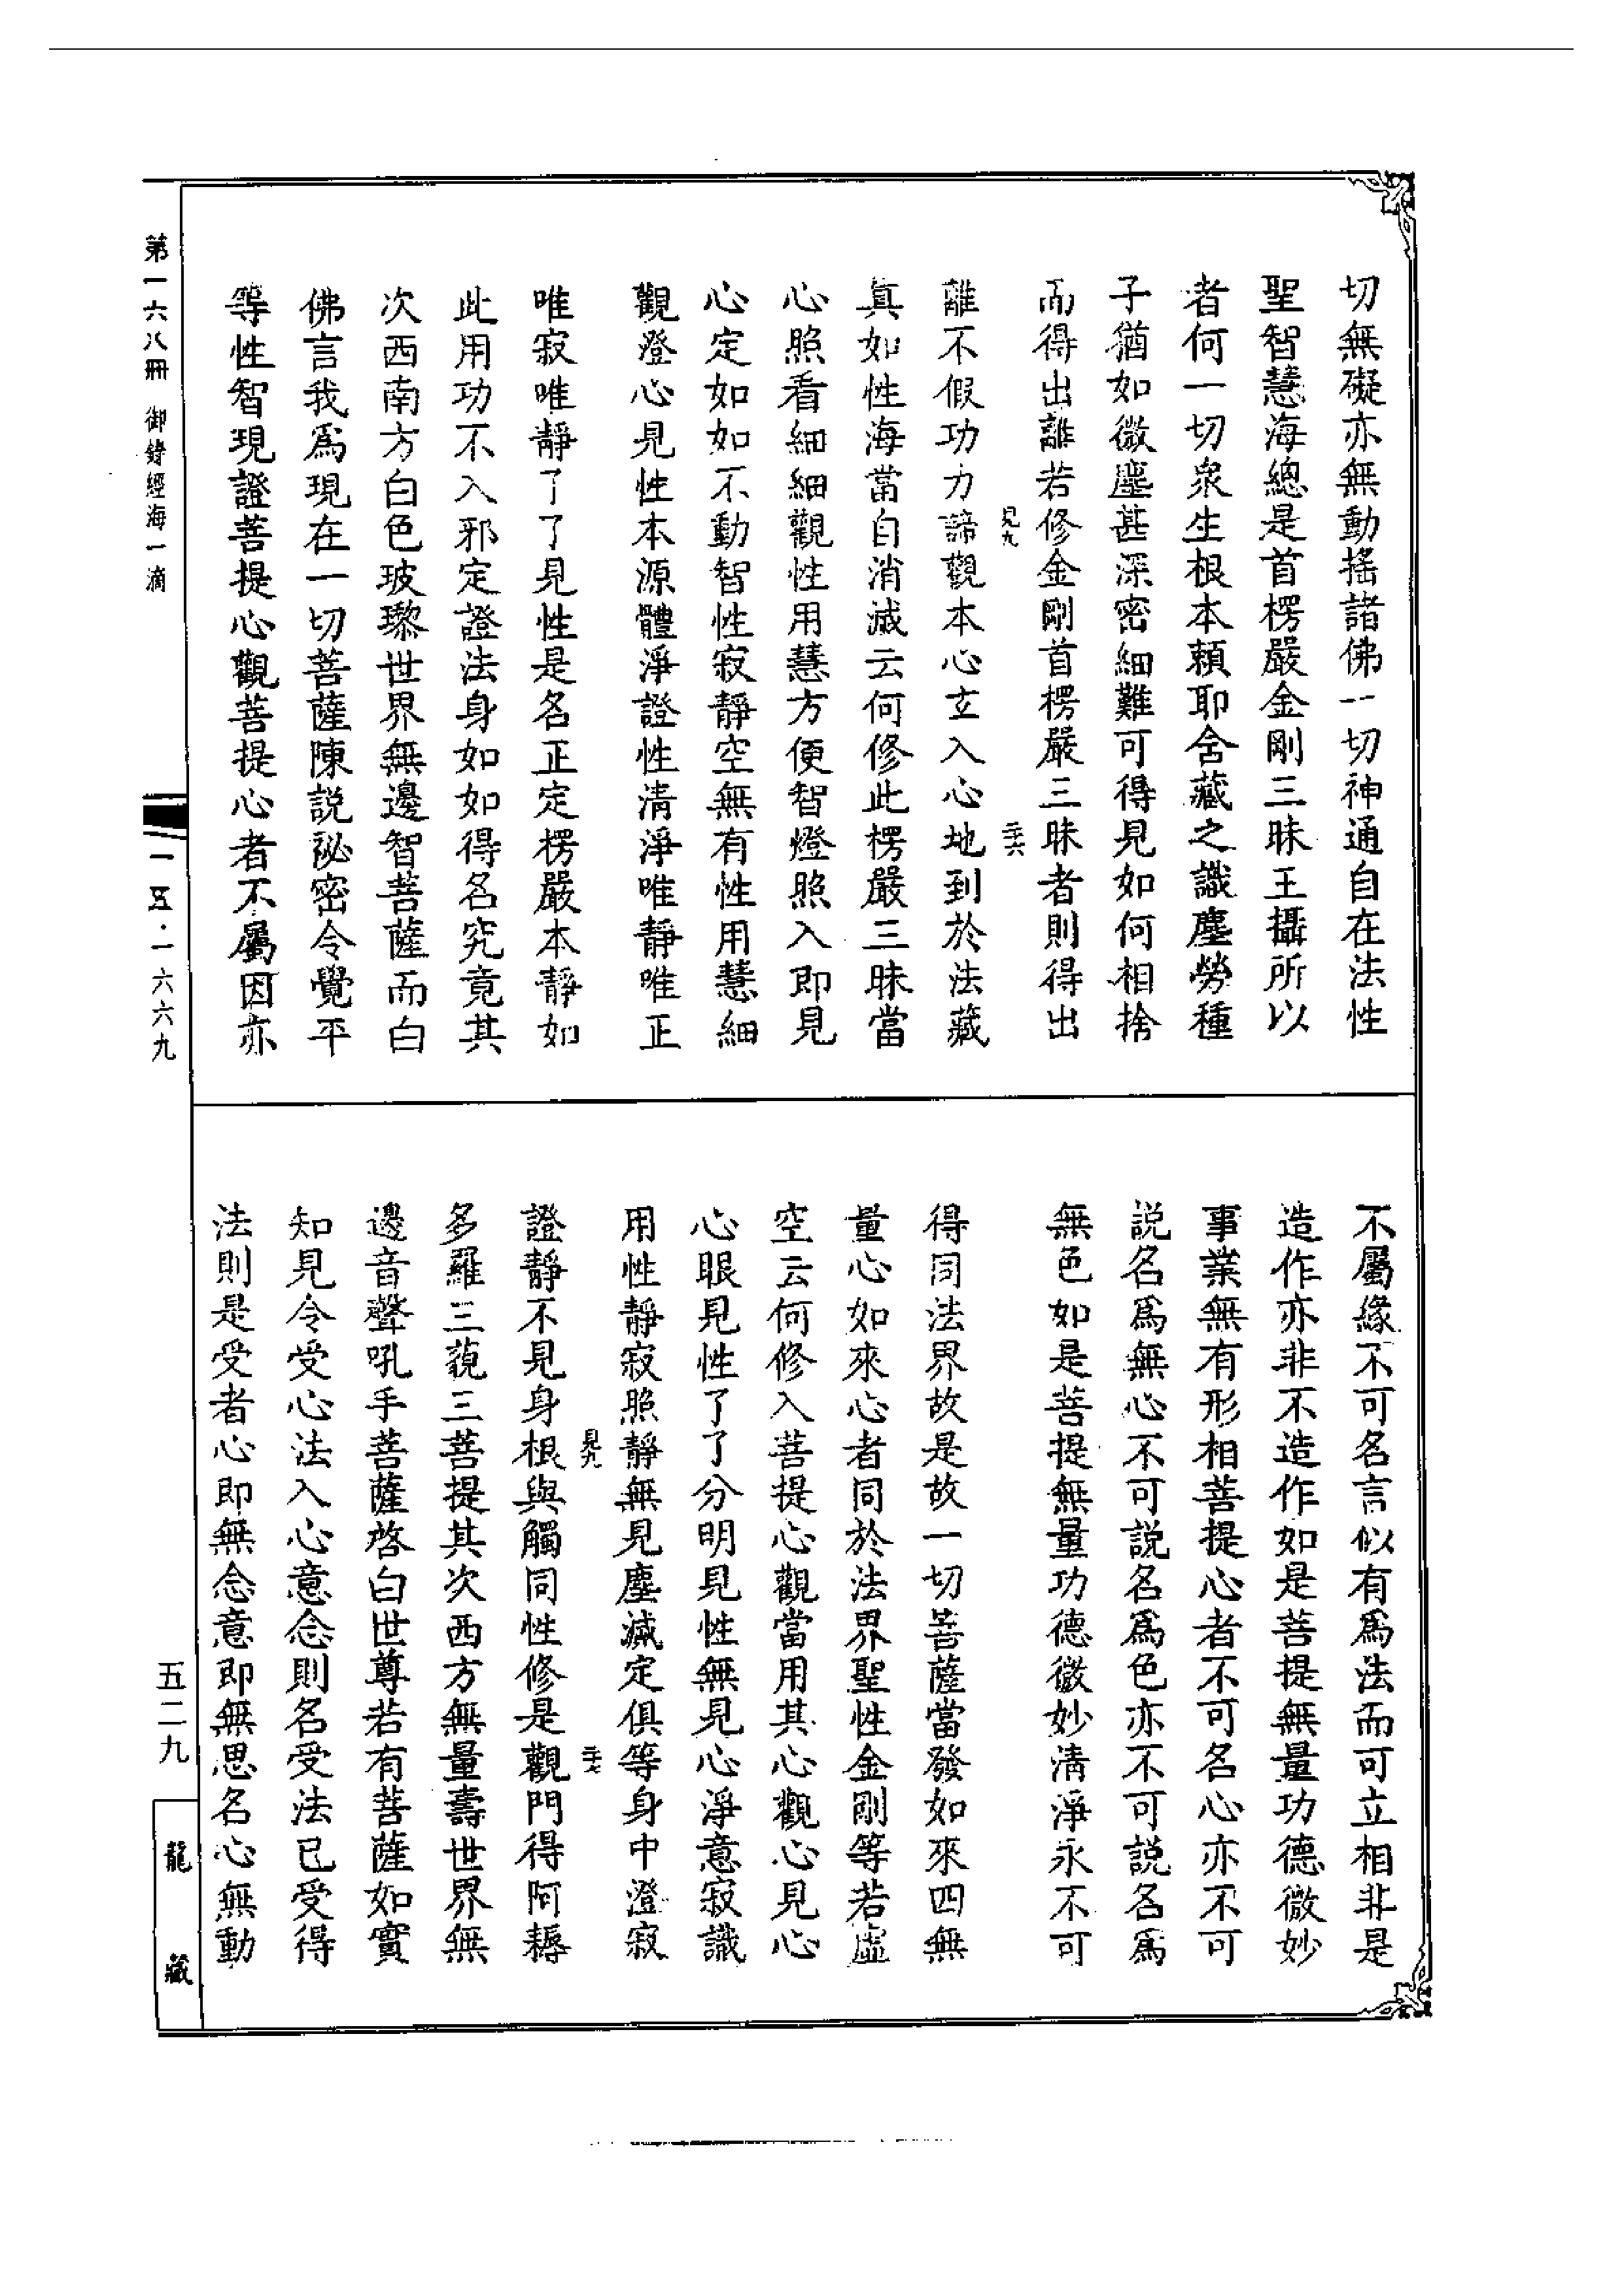 切無礙亦無動搖諸佛一切神通自在法性
聖智慧海總是首楞嚴金剛三昧王攝所以
者何一切衆生根本賴耶含藏之識塵勞種
子猶如微塵甚深密細難可得見如何相捨
而得出離若修金剛首楞嚴三昧者則得出
離不假功力諦觀本心玄入心地到於法藏
真如性海當自消滅云何修此楞嚴三昧當
心照看細細觀性用慧方便智燈照入即見
心定如如不動智性寂靜空無有性用慧細
觀澄心見性本源體淨證性清淨唯靜唯正
唯寂唯靜了了見性是名正定楞嚴本靜如
此用功不入邪定證法身如如得名究竟其
次西南方白色玻瓈世界無邊智菩薩而白
佛言我爲現在一切菩薩陳説祕密令覺平
等性智現證菩提心觀菩提心者不屬因亦
不屬緣不可名言似有爲法而可立相非是
造作亦非不造作如是菩提無量功德微妙
事業無有形相菩提心者不可名心亦不可
説名爲無心不可説名爲色亦不可説名爲
無色如是菩提無量功德微妙清淨永不可
得同法界故是故一切菩薩當發如來四無
量心如來心者同於法界聖性金剛等若虛
空云何修入菩提心觀當用其心觀心見心
心眼見性了了分明見性無見心淨意寂識
用性靜寂照靜無見塵滅定俱等身中澄寂
證靜不見身根與觸同性修是觀門得阿耨
多羅三藐三菩提其次西方無量壽世界無
邊音聲吼手菩薩啓白世尊若有菩薩如實
知見令受心法入心意念則名受法已受得
法則是受者心即無念意即無思名心無動
第一六八冊 御錄經海一滴
一一五·一六六九
五二九
龍藏